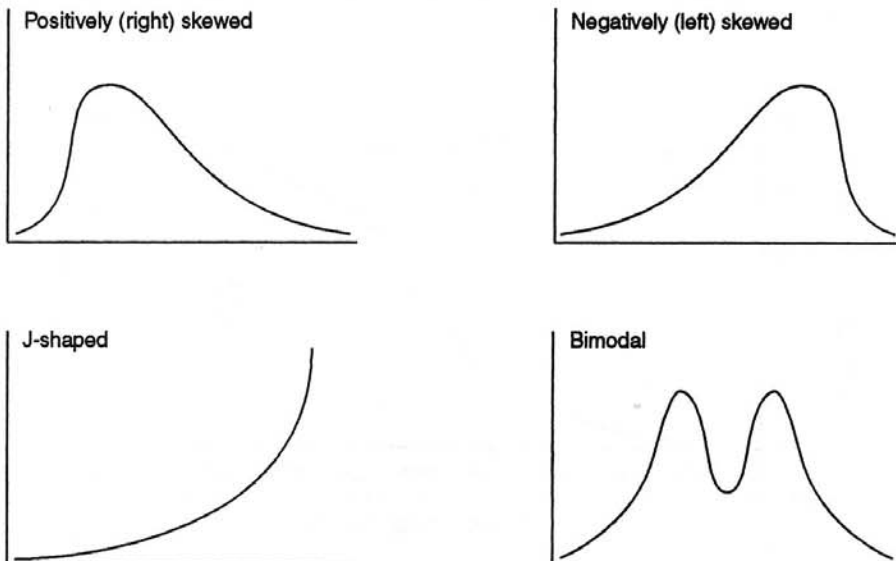 Positively (right) skewed
Negatively (left) skewed
J-shaped
Bimodal